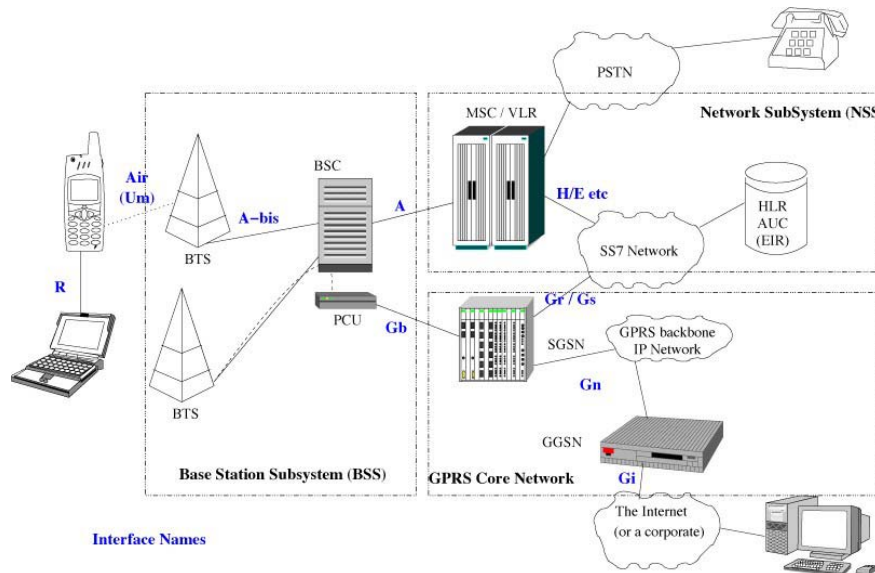 PSTN
MSC / VLR
Network SubSystem (NSS
BSC
Air
(Um)
A-bis
A
H/E etc
HLR
AUC
(EIR)
BTS
SS7 Network
R
Gr / Gs
PCU
Gb
SGSN
GPRS backbone
IP Network
Gn
BTS
GGSN
Base Station Subsystem (BSS)
GPRS Core Network
Gi
The Internet
(or a corporate)
Interface Names